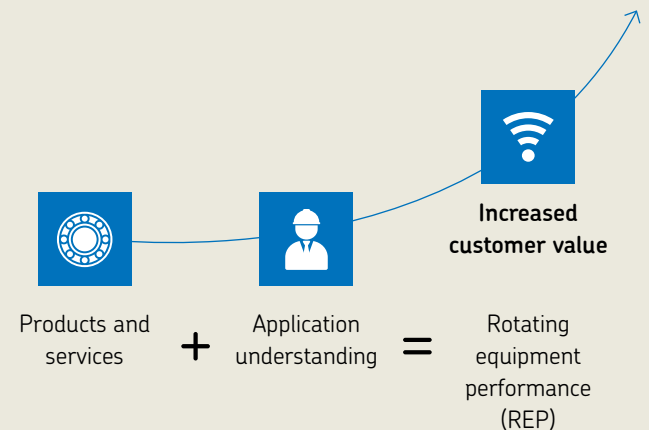 Increased
customer value
Products and
services
+
Application
understanding
=
Rotating
equipment
performance
(REP)